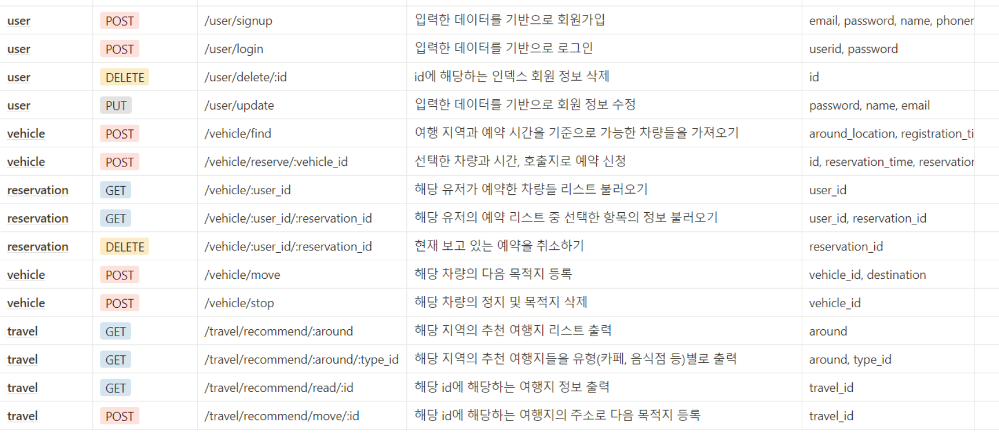 user POST /user/signup 입력한 데이터를 기반으로 회원가입 email, password, name, phoner
user POST /user/login 입력한 데이터를 기반으로 로그인 userid, password
user DELETE /user/delete/:id id에 해당하는 인덱스 회원 정보 삭제 id
user PUT /user/update 입력한 데이터를 기반으로 회원 정보 수정 password, name, email
vehicle POST /vehicle/find 여행 지역과 예약 시간을 기준으로 가능한 차량들을 가져오기 around_location, registration_ti
vehicle POST /vehicle/reserve/:vehicle_id 선택한 차량과 시간, 호출지로 예약 신청 id, reservation_time, reservation
reservation GET /vehicle/:user_id 해당 유저가 예약한 차량들 리스트 불러오기 user_id
reservation GET /vehicle/:user_id/:reservation_id 해당 유저의 예약 리스트 중 선택한 항목의 정보 불러오기 user_id, reservation_id
reservation DELETE /vehicle/:user_id/:reservation_id 현재 보고 있는 예약을 취소하기 reservation_id
vehicle POST /vehicle/move 해당 차량의 다음 목적지 등록 vehicle_id, destination
vehicle POST /vehicle/stop 해당 차량의 정지 및 목적지 삭제 vehicle_id
travel GET /travel/recommend/:around 해당 지역의 추천 여행지 리스트 출력 around
travel GET /travel/recommend/:around/:type_id 해당 지역의 추천 여행지들을 유형(카페, 음식점 등)별로 출력 around, type_id
travel GET /travel/recommend/read/:id 해당 id에 해당하는 여행지 정보 출력 travel_id
travel POST /travel/recommend/move/:id 해당 id에 해당하는 여행지의 주소로 다음 목적지 등록 travel_id